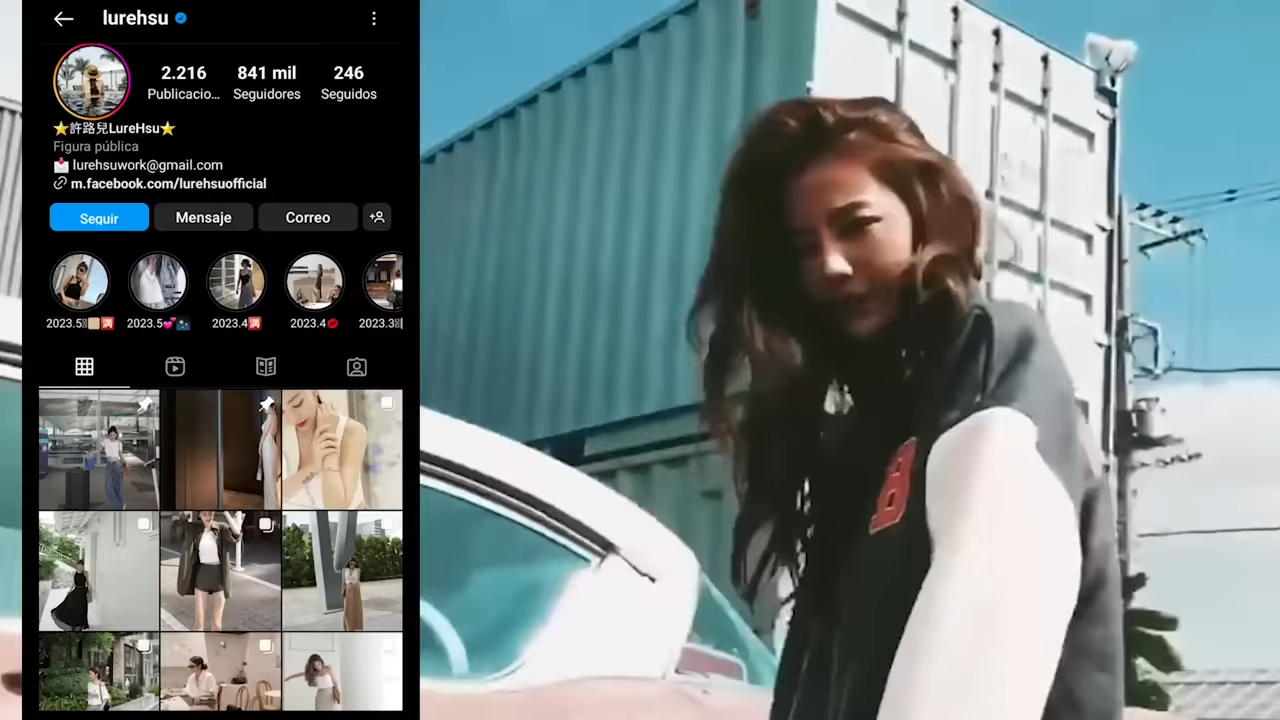 lurehsu
2.216 841 mil 246
Publicacio... Seguidores Seguidos
⭐許路兒LureHsu⭐
Figura pública
lurehsuwork@gmail.com
m.facebook.com/lurehsuofficial
Seguir Mensaje Correo
2023.5 滿 2023.5 2023.4滿 2023.4 2023.3
B